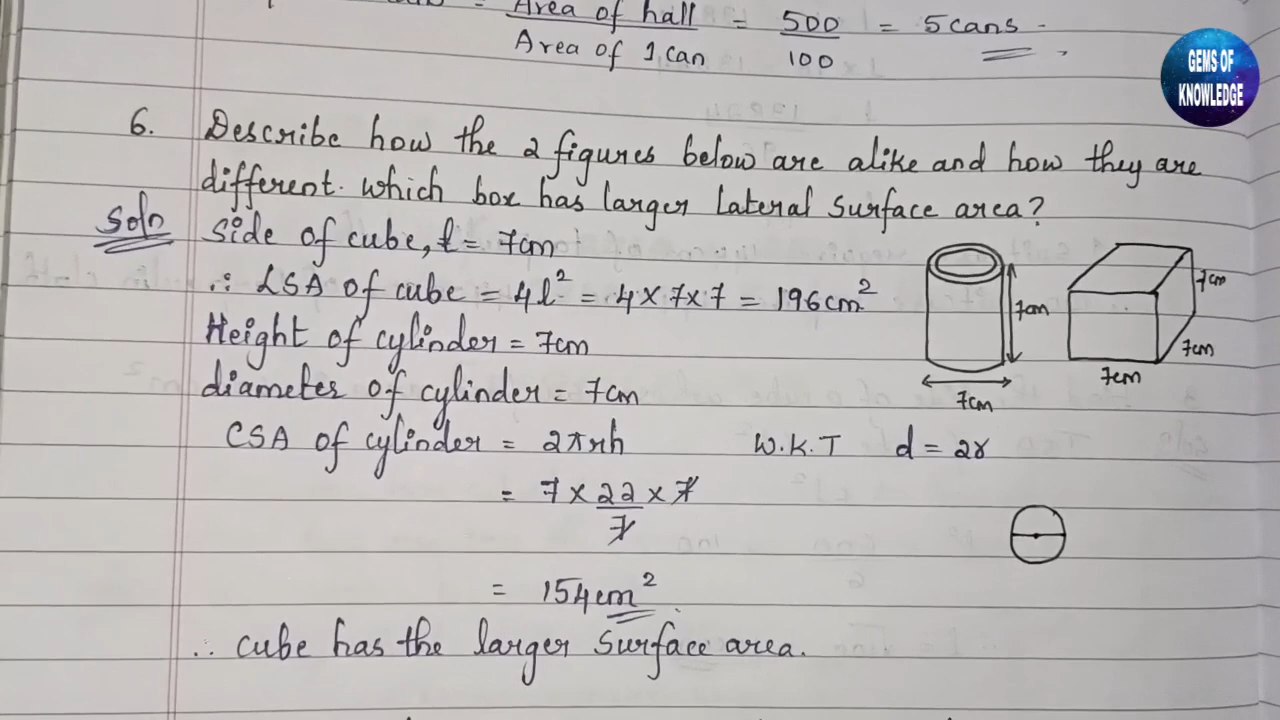 Area of hall = 500 = 5 cans
Area of 1 can 100
GEMS OF
KNOWLEDGE
6. Describe how the 2 figures below are alike and how they are
different. which box has larger Lateral Surface area?
Soln Side of cube, l = 7cm
∴ LSA of cube = 4l² = 4 × 7 × 7 = 196cm²
7cm
7cm
7cm
7cm
7cm
Height of cylinder = 7cm
diameter of cylinder = 7cm
CSA of cylinder = 2πrh W.K.T d = 2r
= 7 × 22 × 7
7
= 154cm²
∴ cube has the larger surface area.